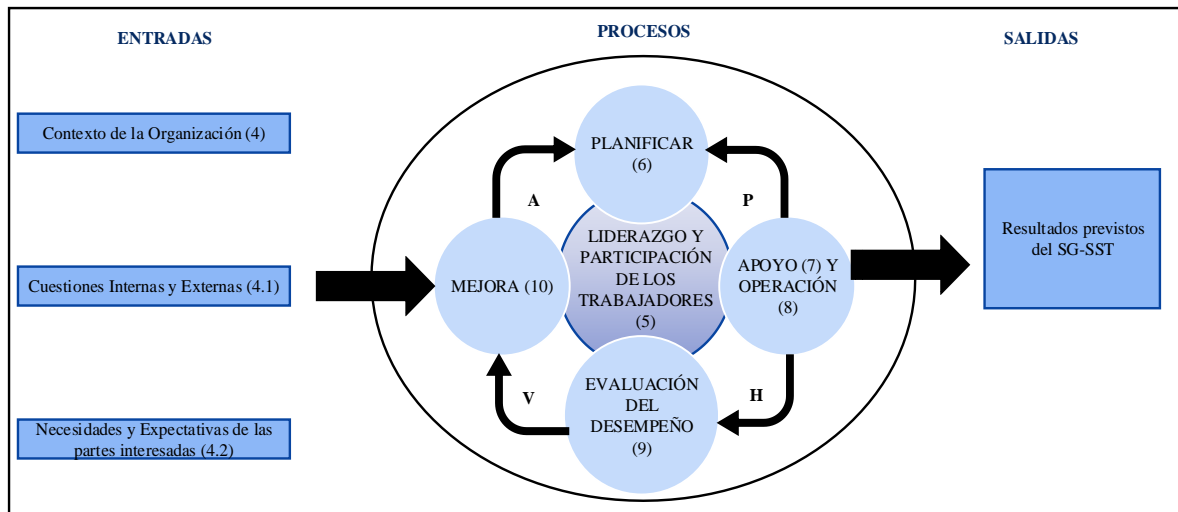 ENTRADAS
PROCESOS
SALIDAS
Contexto de la Organización (4)
Cuestiones Internas y Externas (4.1)
Necesidades y Expectativas de las
partes interesadas (4.2)
PLANIFICAR
(6)
A
P
LIDERAZGO Y
PARTICIPACIÓN
DE LOS
TRABAJADORES
(5)
MEJORA (10)
APOYO (7) Y
OPERACIÓN
(8)
V
H
EVALUACIÓN
DEL
DESEMPEÑO
(9)
Resultados previstos
del SG-SST